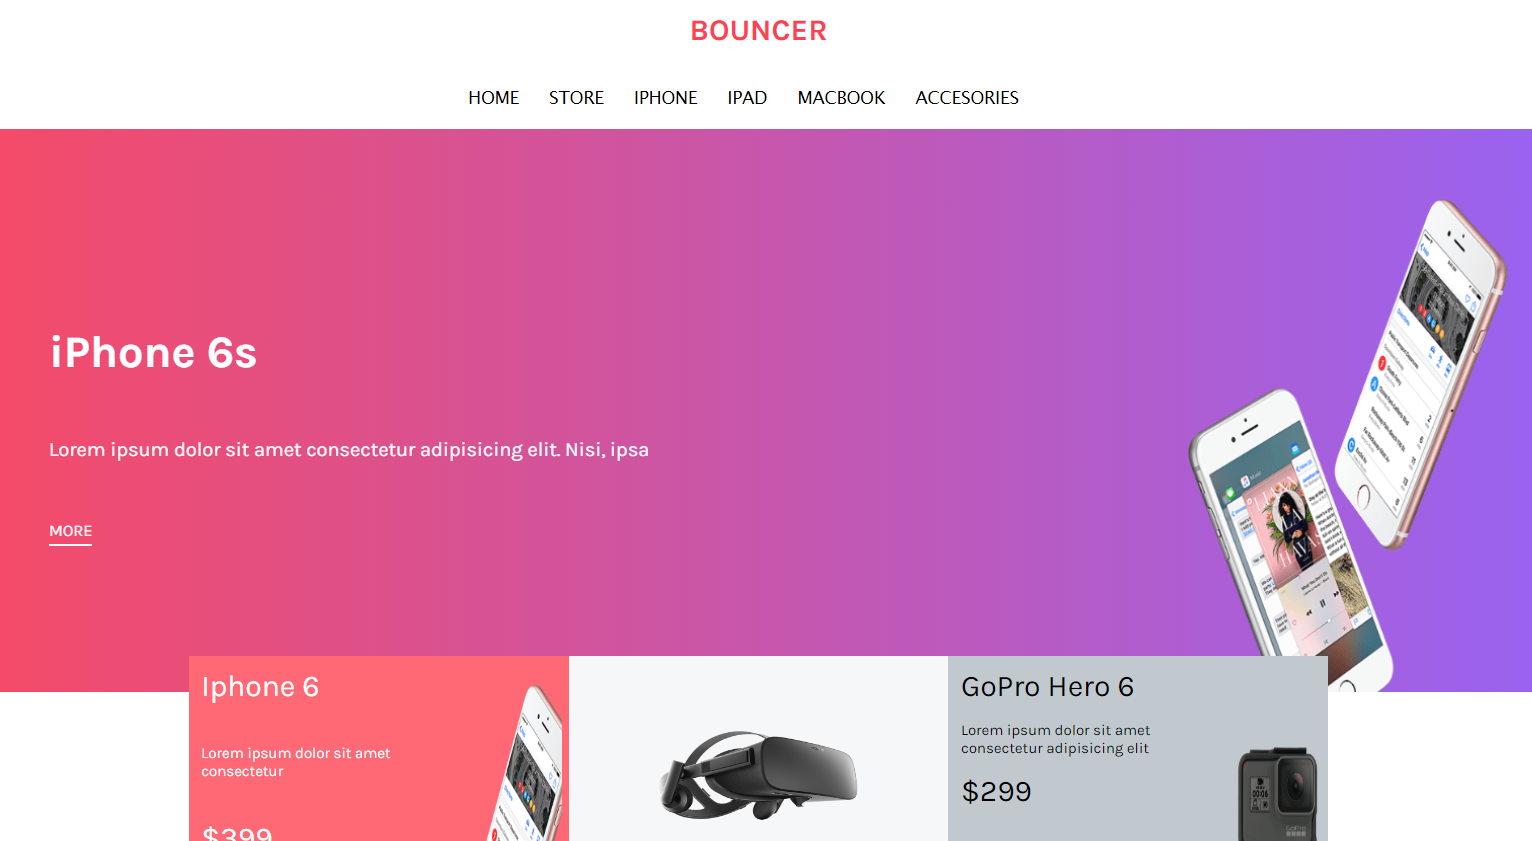 BOUNCER
HOME STORE IPHONE IPAD MACBOOK ACCESORIES
iPhone 6s
Lorem ipsum dolor sit amet consectetur adipisicing elit. Nisi, ipsa
MORE
Iphone 6
Lorem ipsum dolor sit amet
consectetur
$399
GoPro Hero 6
Lorem ipsum dolor sit amet
consectetur adipisicing elit
$299
GoPro